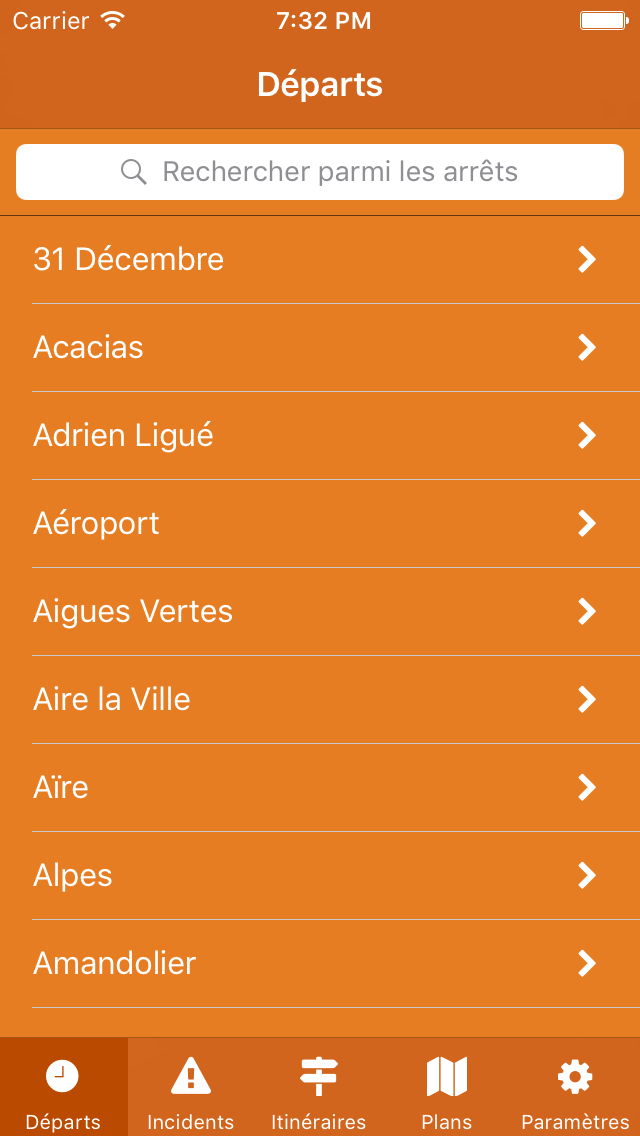 Carrier 7:32 PM
Départs
Rechercher parmi les arrêts
31 Décembre
Acacias
Adrien Ligué
Aéroport
Aigues Vertes
Aire la Ville
Aïre
Alpes
Amandolier
Départs Incidents Itinéraires Plans Paramètres